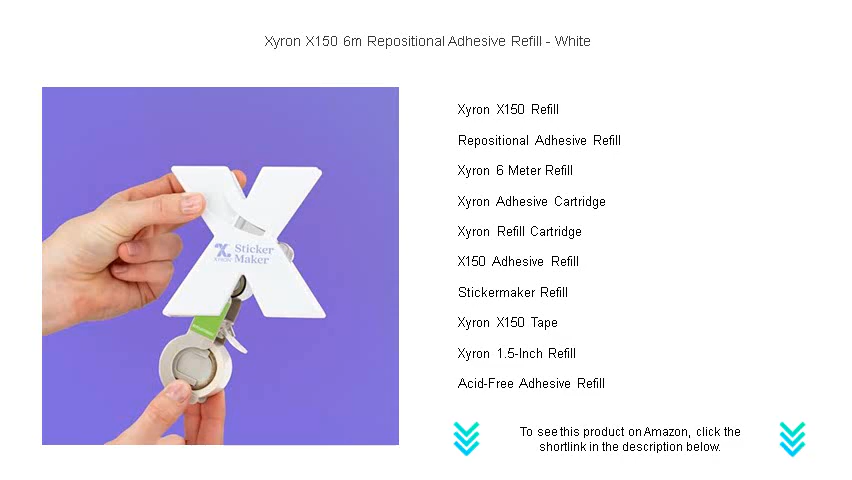 Xyron X150 6m Repositional Adhesive Refill - White
Xyron X150 Refill
Repositional Adhesive Refill
Xyron 6 Meter Refill
Xyron Adhesive Cartridge
Xyron Refill Cartridge
X150 Adhesive Refill
Stickermaker Refill
Xyron X150 Tape
Xyron 1.5-Inch Refill
Acid-Free Adhesive Refill
Sticker
Maker
To see this product on Amazon, click the
shortlink in the description below.